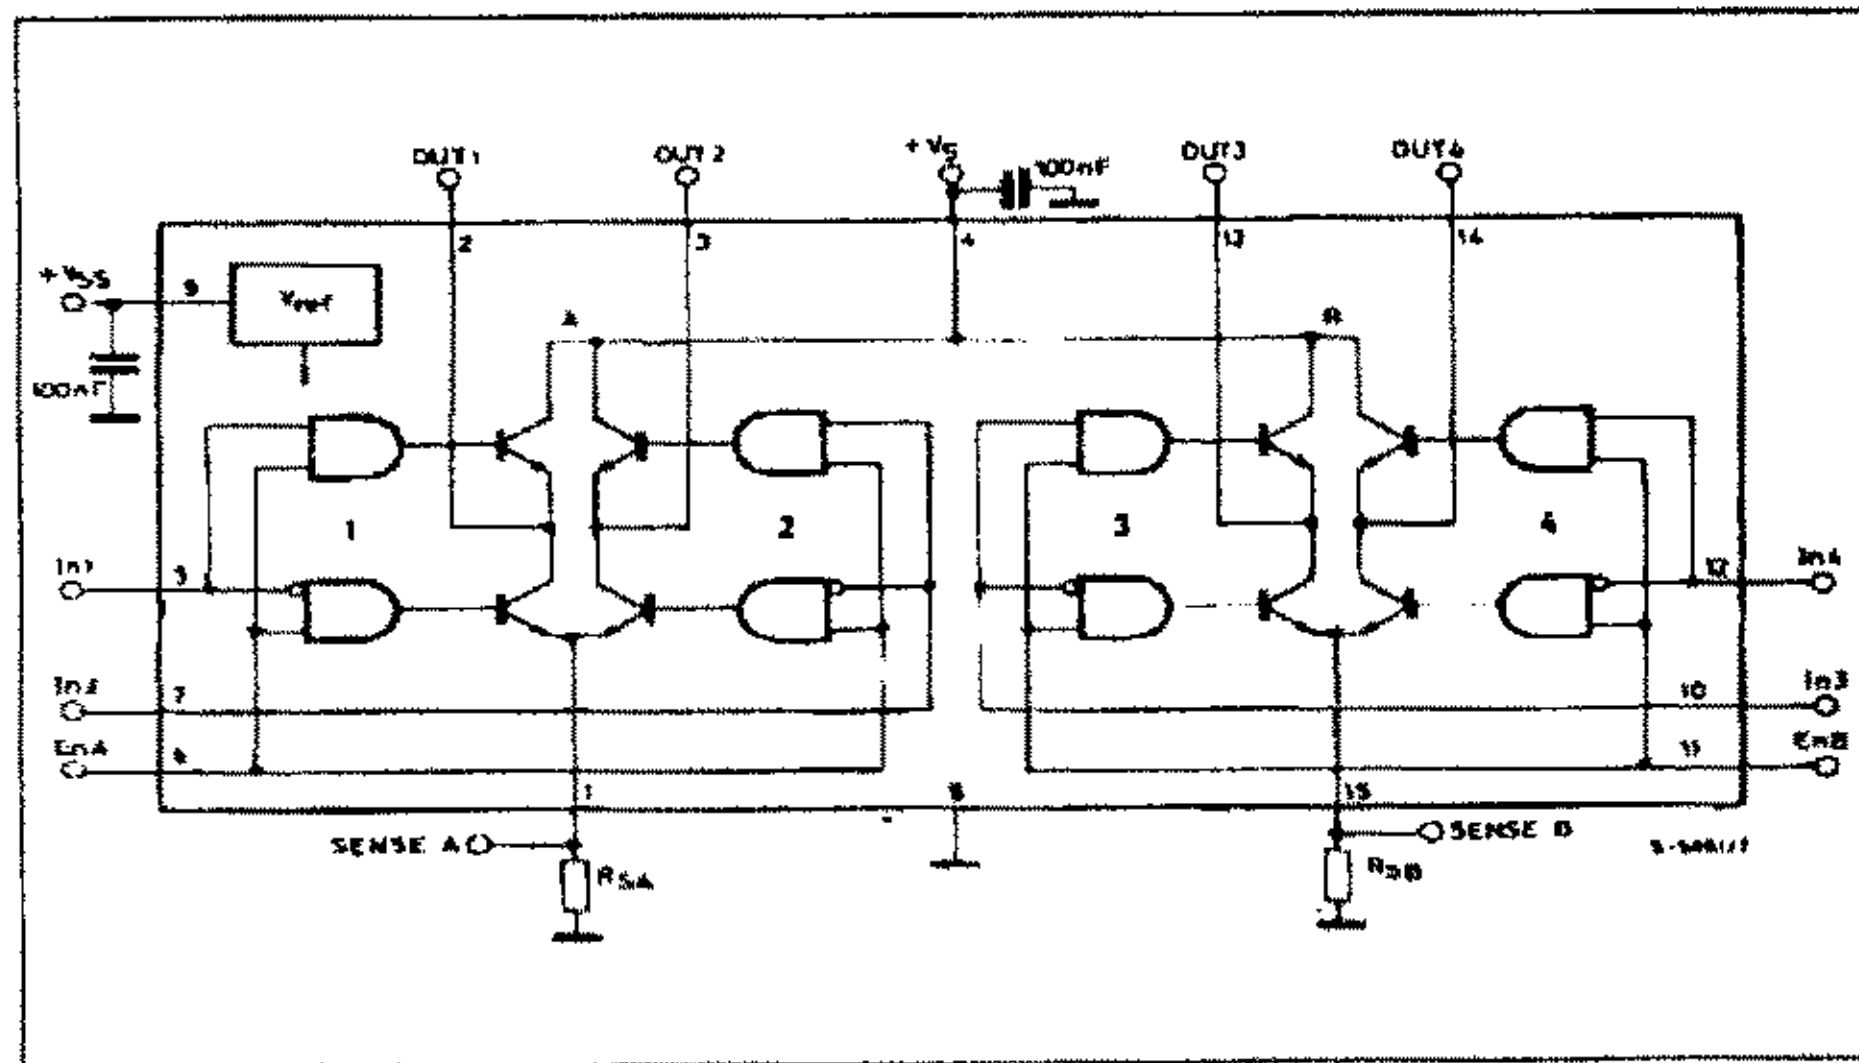 OUT1
OUT2
+Vs
100nF
OUT3
OUT4
2
3
4
13
14
+Vss
9
Vref
100nF
A
B
1
2
3
4
In1
5
12
In4
In2
7
10
In3
EnA
6
11
EnB
1
8
15
SENSE A
SENSE B
RSA
RSB